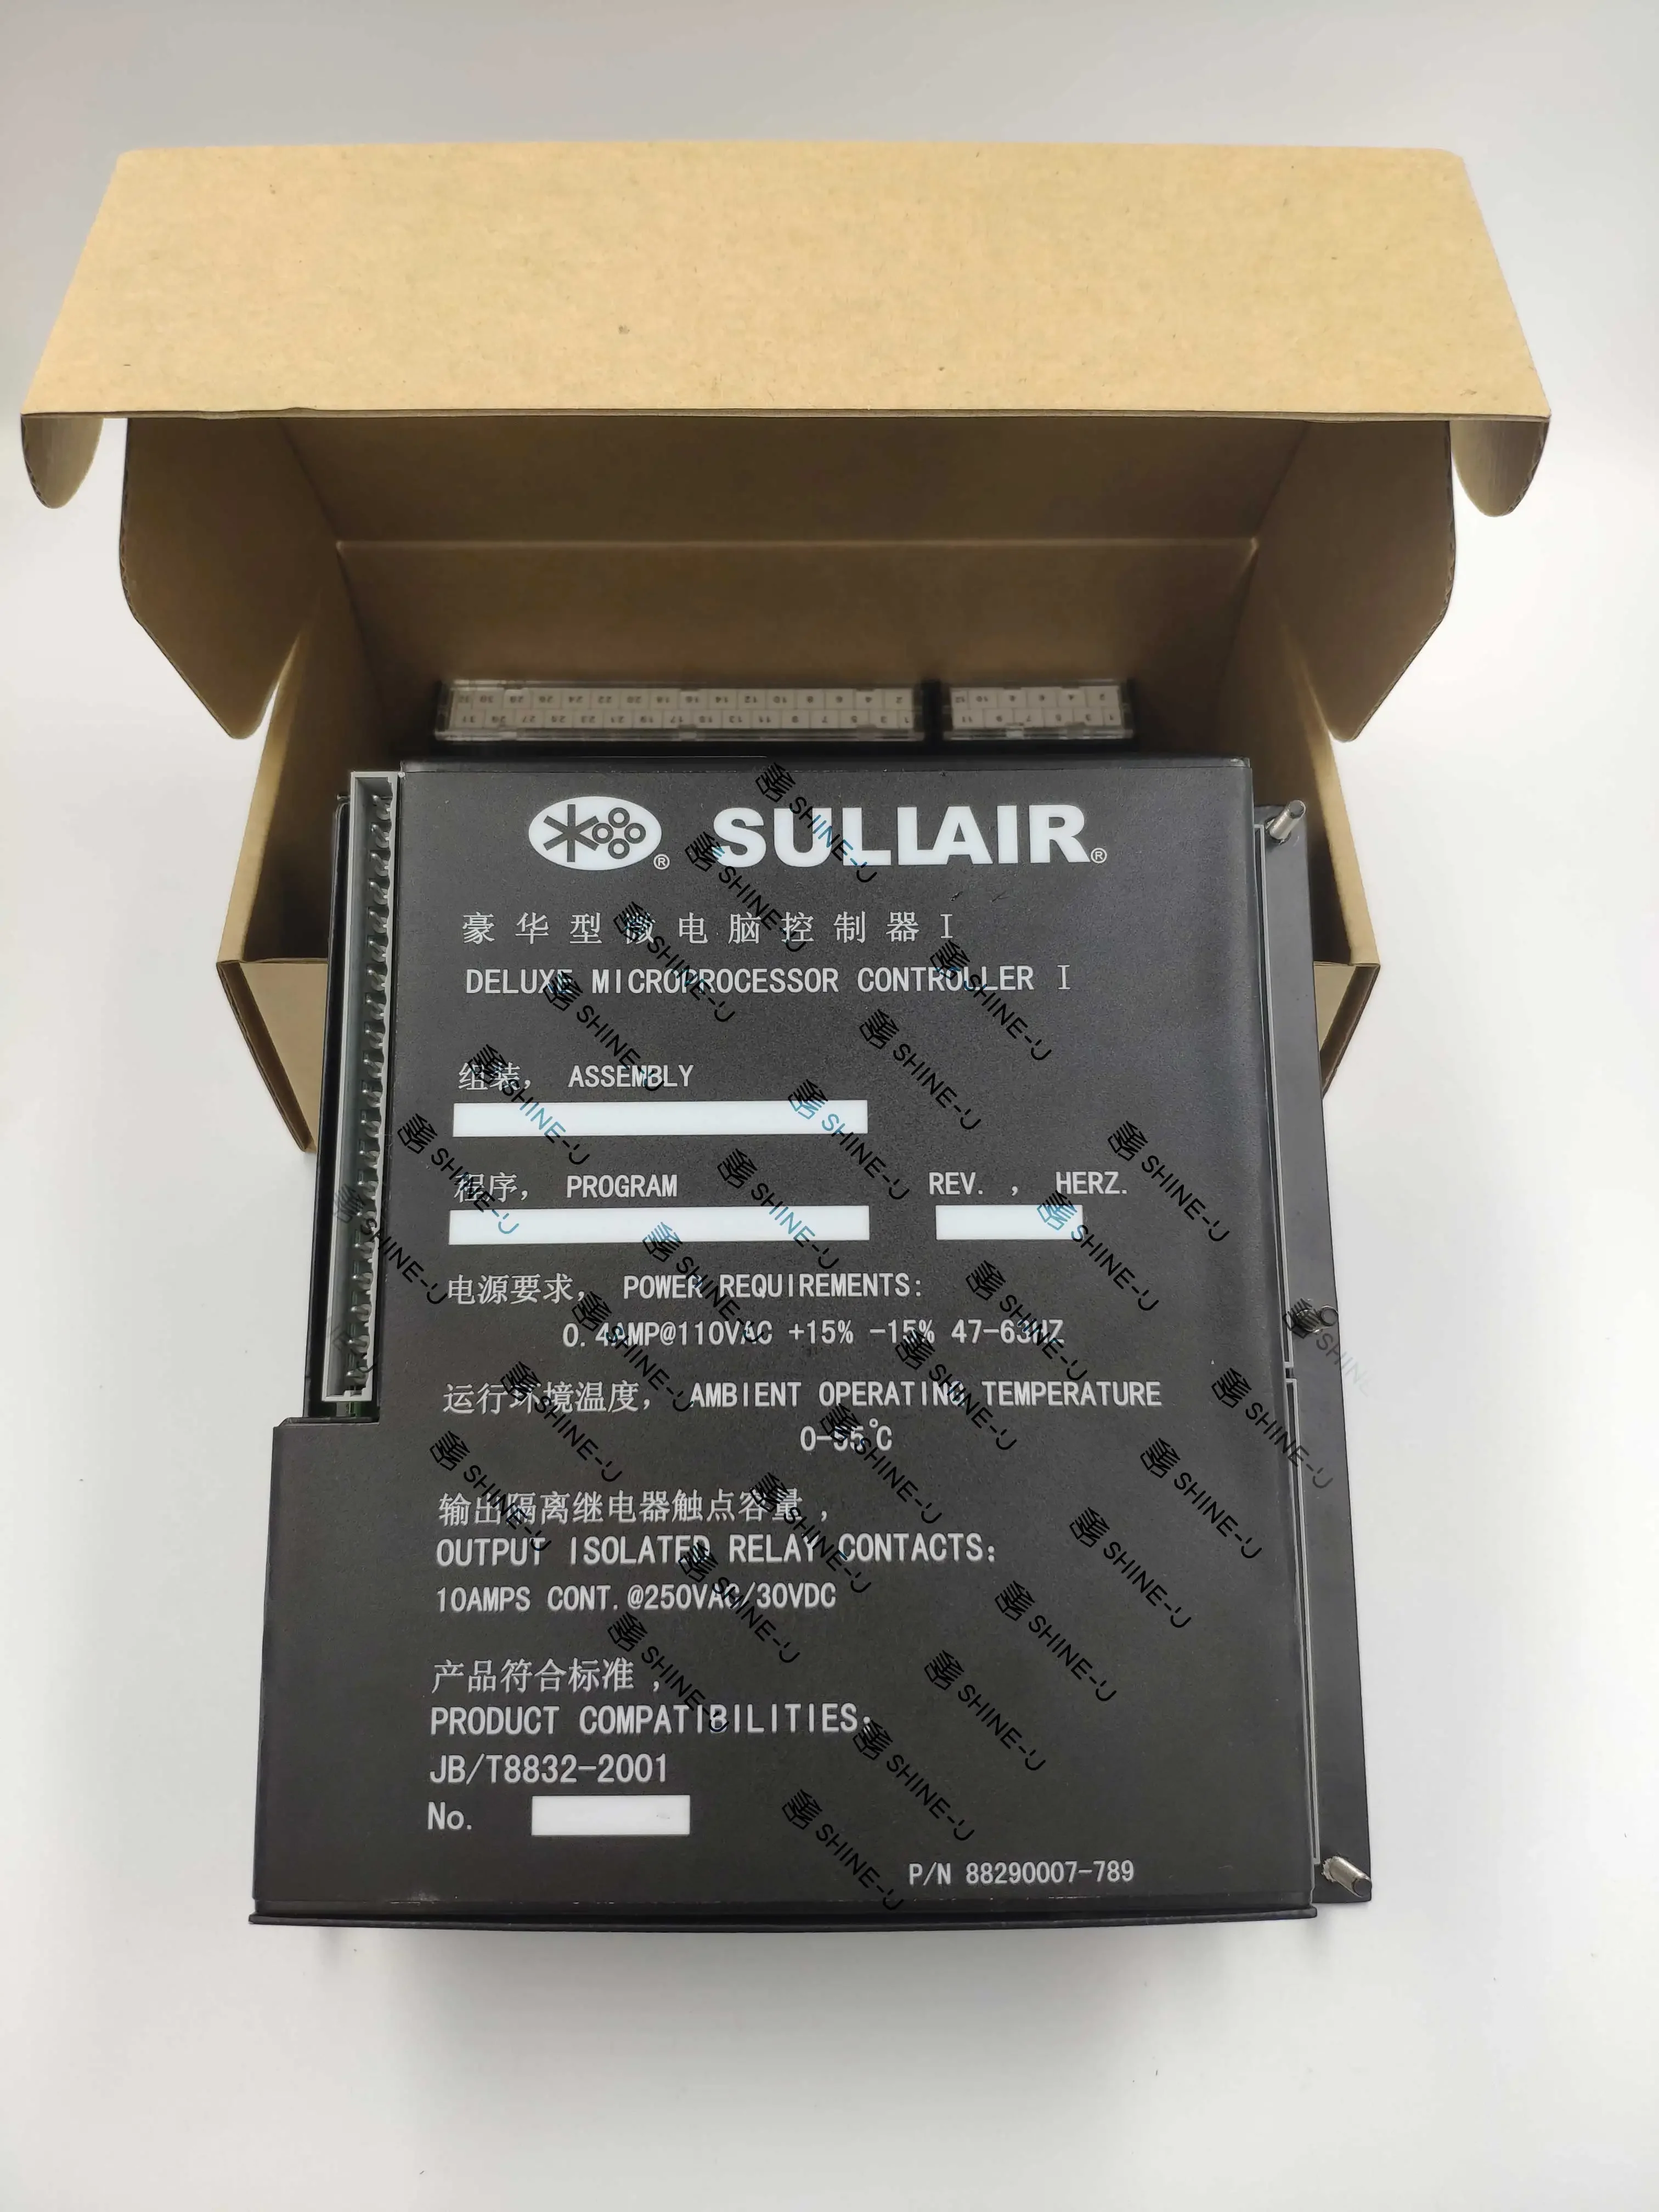 SULLAIR®
豪华型微电脑控制器 I
DELUXE MICROPROCESSOR CONTROLLER I
组装， ASSEMBLY
程序， PROGRAM
REV. , HERZ.
电源要求， POWER REQUIREMENTS:
0.4AMP@110VAC +15% -15% 47-63HZ
运行环境温度， AMBIENT OPERATING TEMPERATURE
输出隔离继电器触点容量，
OUTPUT ISOLATED RELAY CONTACTS:
10AMPS CONT.@250VAC/30VDC
产品符合标准，
PRODUCT COMPATIBILITIES:
JB/T8832-2001
No.
P/N 88290007-789
SHINE-U